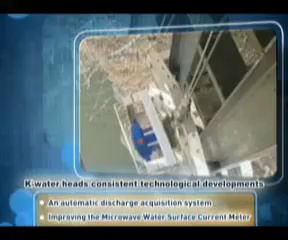 K-water heads consistent technological developments
An automatic discharge acquisition system
Improving the Microwave Water Surface Current Meter